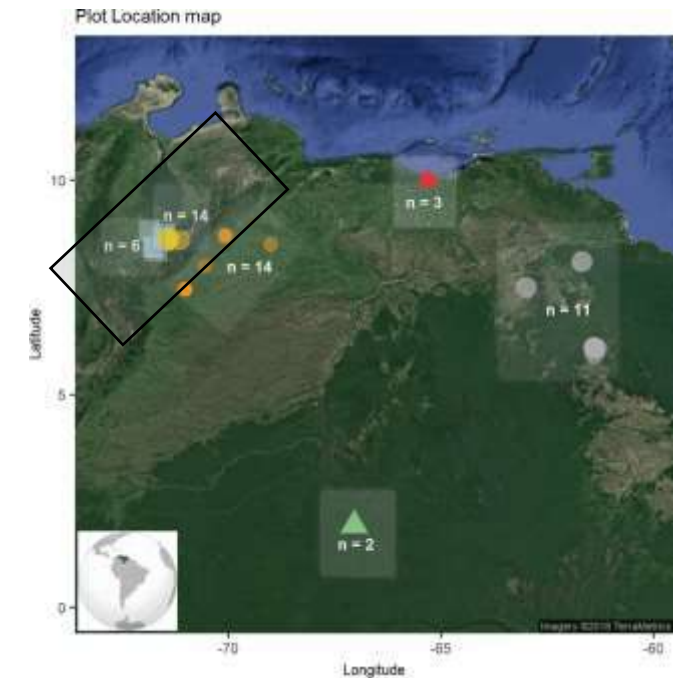 Plot Location map
10
n = 14
n = 3
n = 6
n = 14
n = 11
Latitude
5
n = 2
0
Imagery ©2018 TerraMetrics
-70
-65
-60
Longitude